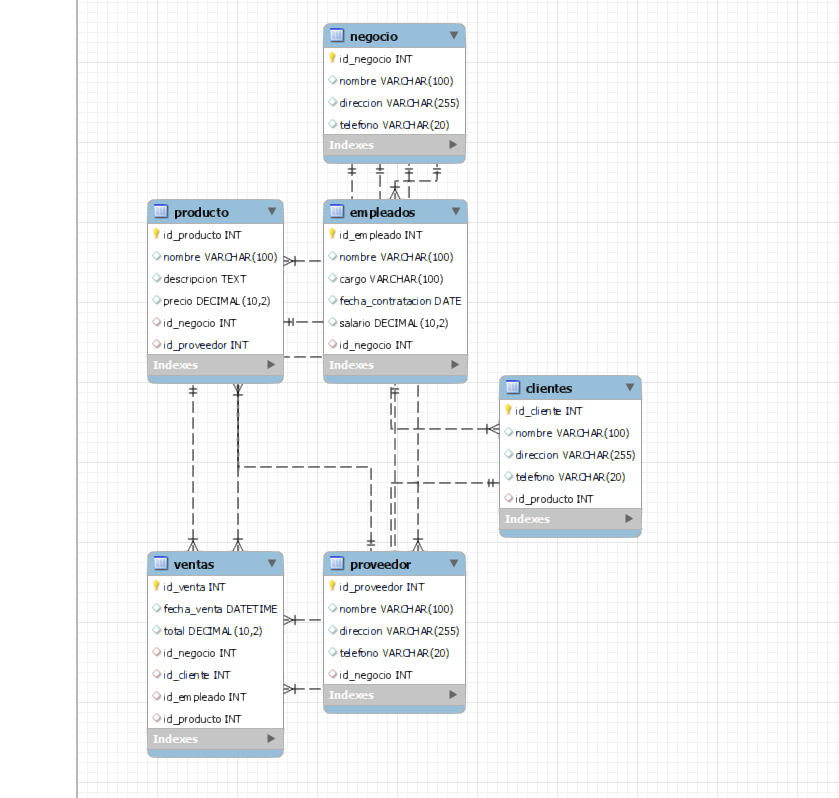 negocio
id_negocio INT
nombre VARCHAR(100)
direccion VARCHAR(255)
telefono VARCHAR(20)
Indexes
producto
id_producto INT
nombre VARCHAR(100)
descripcion TEXT
precio DECIMAL(10,2)
id_negocio INT
id_proveedor INT
Indexes
empleados
id_empleado INT
nombre VARCHAR(100)
cargo VARCHAR(100)
fecha_contratacion DATE
salario DECIMAL(10,2)
id_negocio INT
Indexes
clientes
id_cliente INT
nombre VARCHAR(100)
direccion VARCHAR(255)
telefono VARCHAR(20)
id_producto INT
Indexes
ventas
id_venta INT
fecha_venta DATETIME
total DECIMAL(10,2)
id_negocio INT
id_cliente INT
id_empleado INT
id_producto INT
Indexes
proveedor
id_proveedor INT
nombre VARCHAR(100)
direccion VARCHAR(255)
telefono VARCHAR(20)
id_negocio INT
Indexes